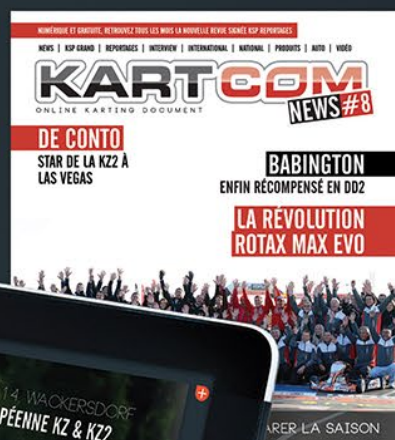 NUMÉRIQUE ET GRATUITE, RETROUVEZ TOUS LES MOIS LA NOUVELLE REVUE SIGNÉE KSP REPORTAGES
NEWS | KSP GRAND | REPORTAGES | INTERVIEW | INTERNATIONAL | NATIONAL | PRODUITS | AUTO | VIDÉO
KARTCOM
ONLINE KARTING DOCUMENT
NEWS#8
DE CONTO
STAR DE LA KZ2 À
LAS VEGAS
BABINGTON
ENFIN RÉCOMPENSÉ EN DD2
LA RÉVOLUTION
ROTAX MAX EVO
14. WACKERSDORF
PÉENNE KZ & KZ2
ARER LA SAISON